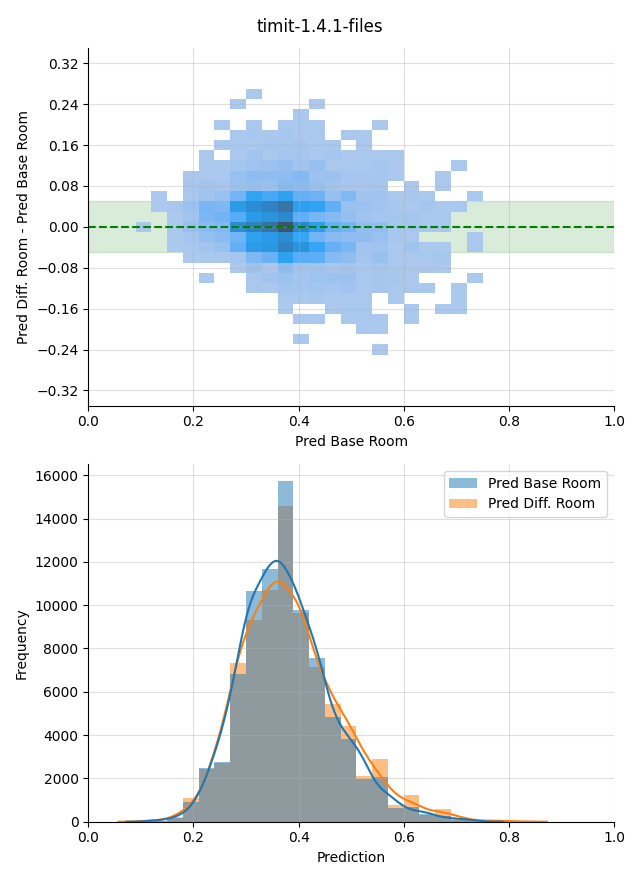 timit-1.4.1-files
0.32
0.24
0.16
0.08
0.00
−0.08
−0.16
−0.24
−0.32
Pred Diff. Room - Pred Base Room
0.0 0.2 0.4 0.6 0.8 1.0
Pred Base Room
16000
14000
12000
10000
8000
6000
4000
2000
0
Frequency
Pred Base Room
Pred Diff. Room
0.0 0.2 0.4 0.6 0.8 1.0
Prediction